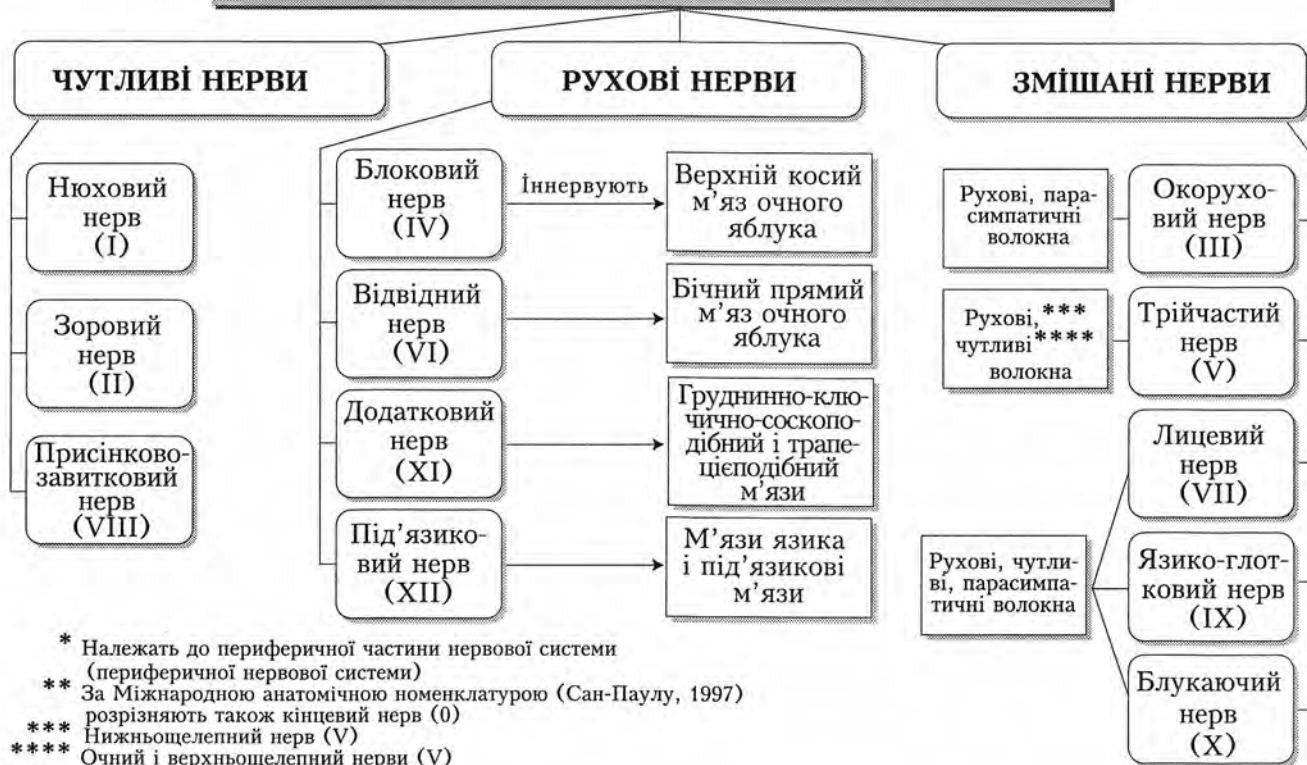 ЧУТЛИВІ НЕРВИ
РУХОВІ НЕРВИ
ЗМІШАНІ НЕРВИ
Нюховий
нерв
(I)
Зоровий
нерв
(II)
Присінково-
завитковий
нерв
(VIII)
Блоковий
нерв
(IV)
Іннервують
Верхній косий
м'яз очного
яблука
Відвідний
нерв
(VI)
Бічний прямий
м'яз очного
яблука
Додатковий
нерв
(XI)
Груднинно-клю-
чично-соскопо-
дібний і трапе-
цієподібний
м'язи
Під'язико-
вий нерв
(XII)
М'язи язика
і під'язикові
м'язи
Рухові, пара-
симпатичні
волокна
Окорухо-
вий нерв
(III)
Рухові,***
чутливі****
волокна
Трійчастий
нерв
(V)
Рухові, чутли-
ві, парасимпа-
тичні волокна
Лицевий
нерв
(VII)
Язико-глот-
ковий нерв
(IX)
Блукаючий
нерв
(X)
* Належать до периферичної частини нервової системи
(периферичної нервової системи)
** За Міжнародною анатомічною номенклатурою (Сан-Паулу, 1997)
розрізняють також кінцевий нерв (0)
*** Нижньощелепний нерв (V)
**** Очний і верхньощелепний нерви (V)